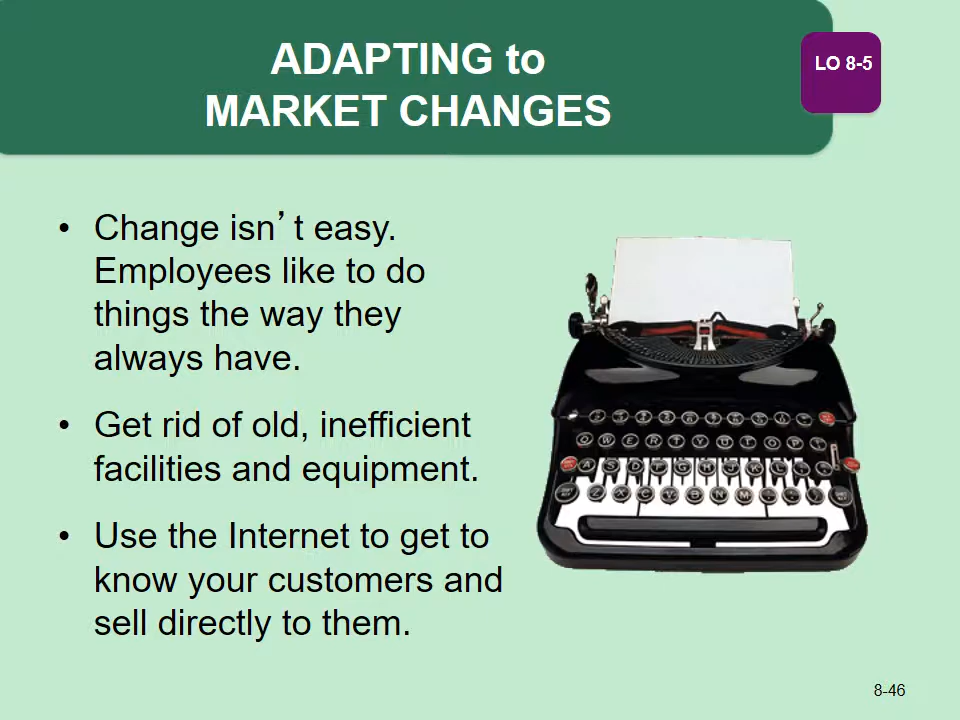 ADAPTING to
MARKET CHANGES
LO 8-5
• Change isn’t easy.
Employees like to do
things the way they
always have.
• Get rid of old, inefficient
facilities and equipment.
• Use the Internet to get to
know your customers and
sell directly to them.
Q W E R T Y U I O P
A S D F G H J K L
Z X C V B N M
8-46